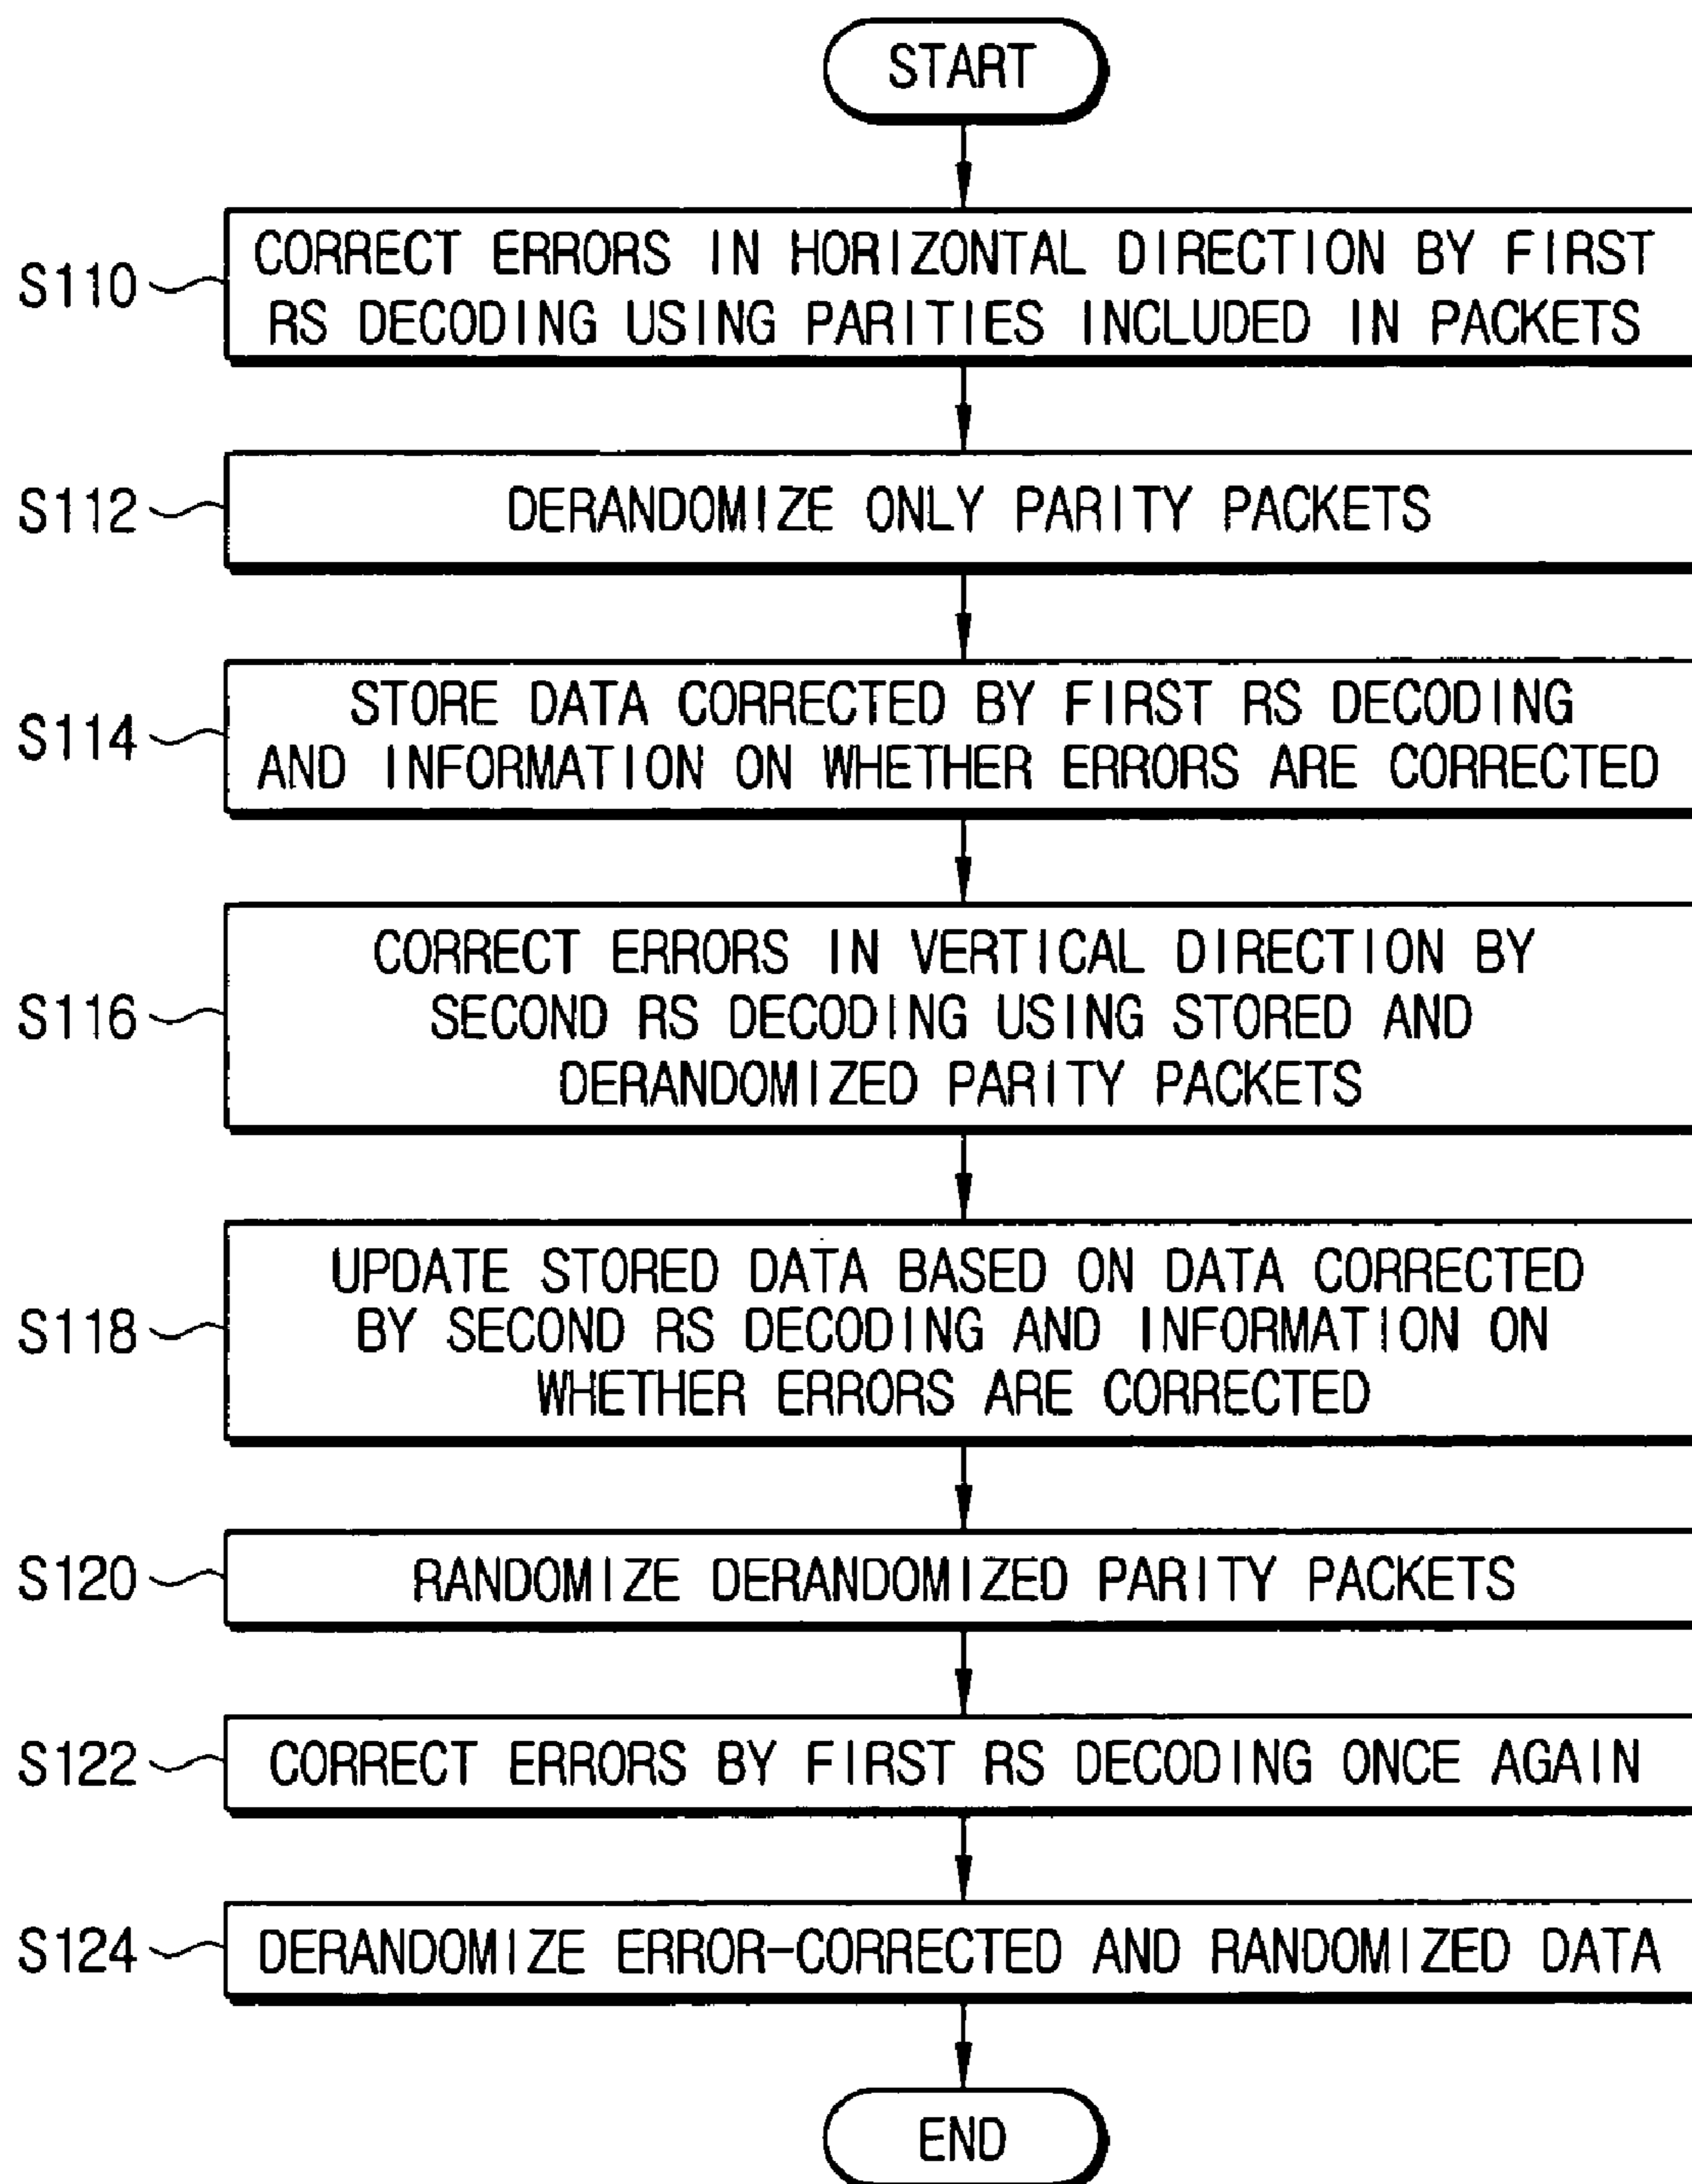 START
S110
CORRECT ERRORS IN HORIZONTAL DIRECTION BY FIRST
RS DECODING USING PARITIES INCLUDED IN PACKETS
S112
DERANDOMIZE ONLY PARITY PACKETS
S114
STORE DATA CORRECTED BY FIRST RS DECODING
AND INFORMATION ON WHETHER ERRORS ARE CORRECTED
S116
CORRECT ERRORS IN VERTICAL DIRECTION BY
SECOND RS DECODING USING STORED AND
DERANDOMIZED PARITY PACKETS
S118
UPDATE STORED DATA BASED ON DATA CORRECTED
BY SECOND RS DECODING AND INFORMATION ON
WHETHER ERRORS ARE CORRECTED
S120
RANDOMIZE DERANDOMIZED PARITY PACKETS
S122
CORRECT ERRORS BY FIRST RS DECODING ONCE AGAIN
S124
DERANDOMIZE ERROR-CORRECTED AND RANDOMIZED DATA
END